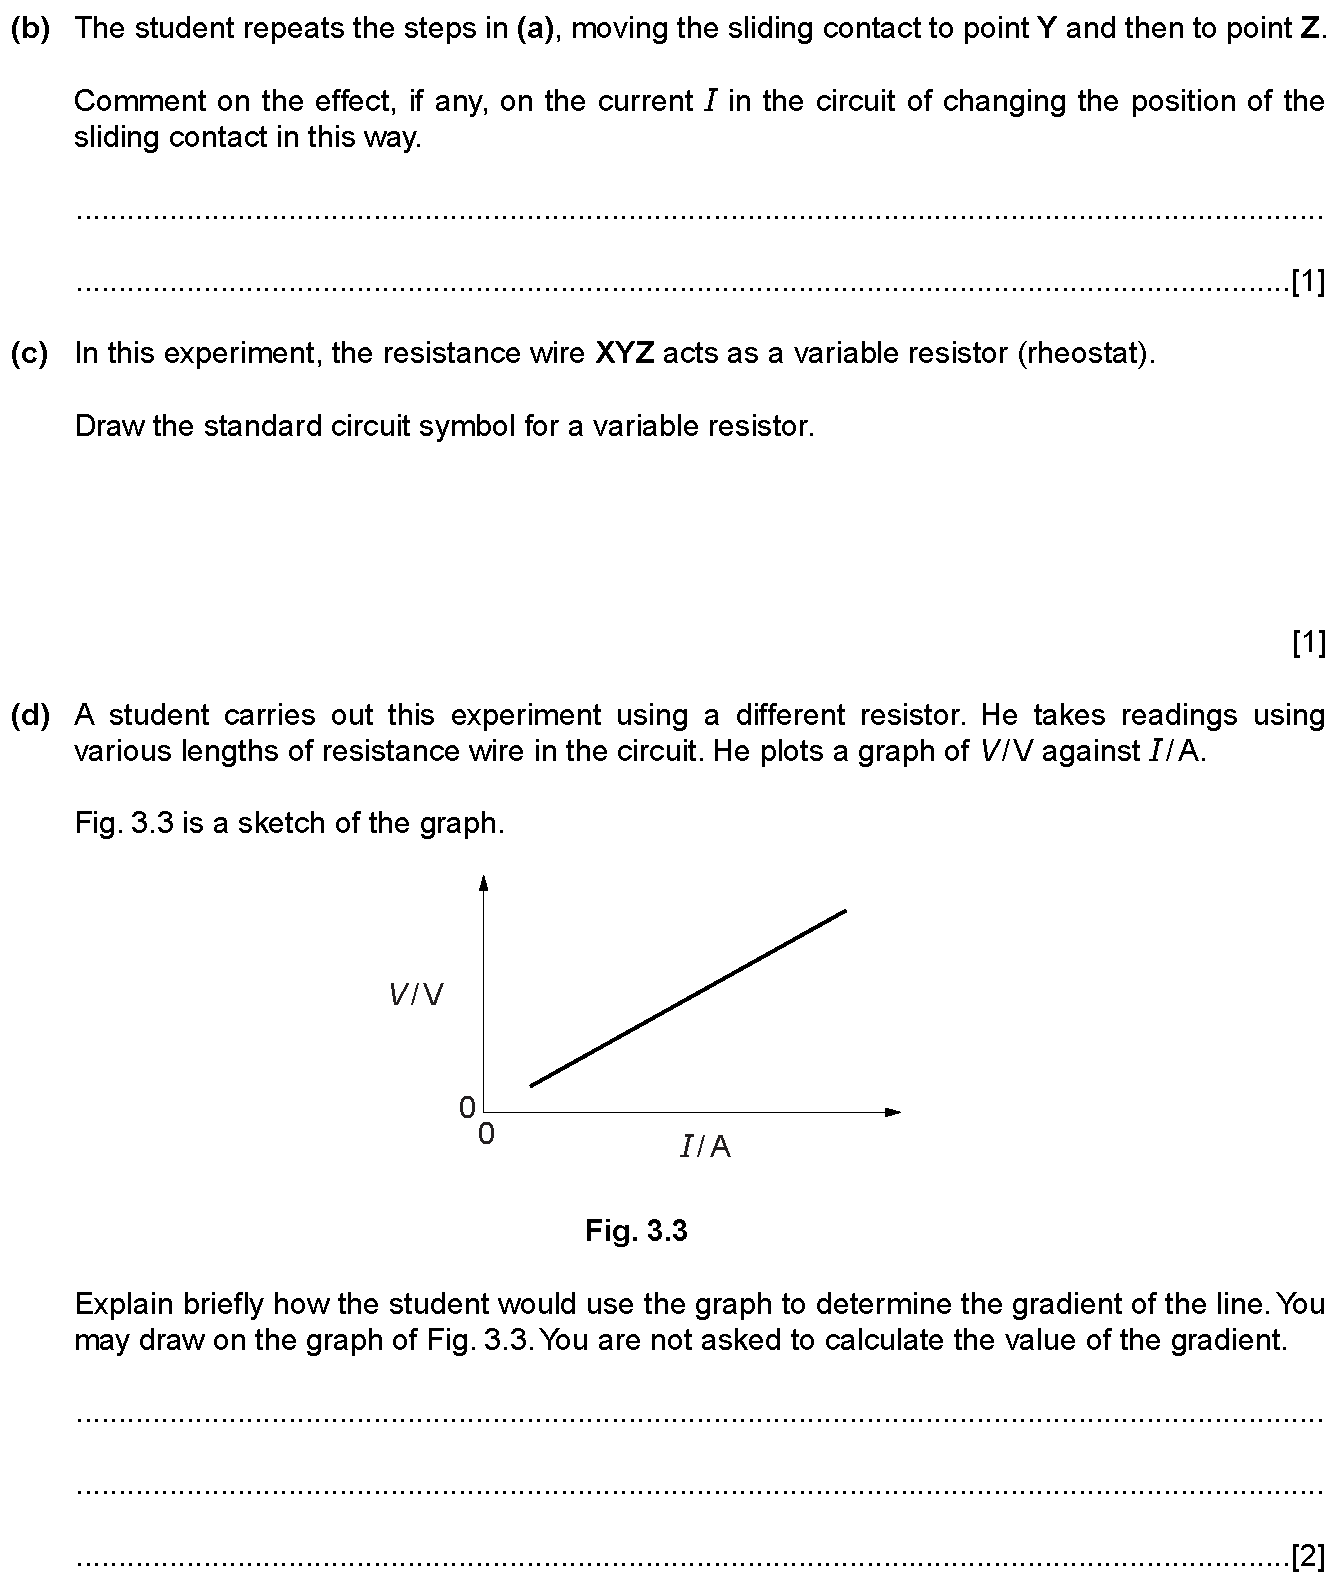 (b) The student repeats the steps in (a), moving the sliding contact to point Y and then to point Z.
Comment on the effect, if any, on the current I in the circuit of changing the position of the
sliding contact in this way.
....................................................................................................
....................................................................................................[1]
(c) In this experiment, the resistance wire XYZ acts as a variable resistor (rheostat).
Draw the standard circuit symbol for a variable resistor.
[1]
(d) A student carries out this experiment using a different resistor. He takes readings using
various lengths of resistance wire in the circuit. He plots a graph of V/V against I/A.
Fig. 3.3 is a sketch of the graph.
V/V
0
0
I/A
Fig. 3.3
Explain briefly how the student would use the graph to determine the gradient of the line. You
may draw on the graph of Fig. 3.3. You are not asked to calculate the value of the gradient.
....................................................................................................
....................................................................................................
....................................................................................................[2]